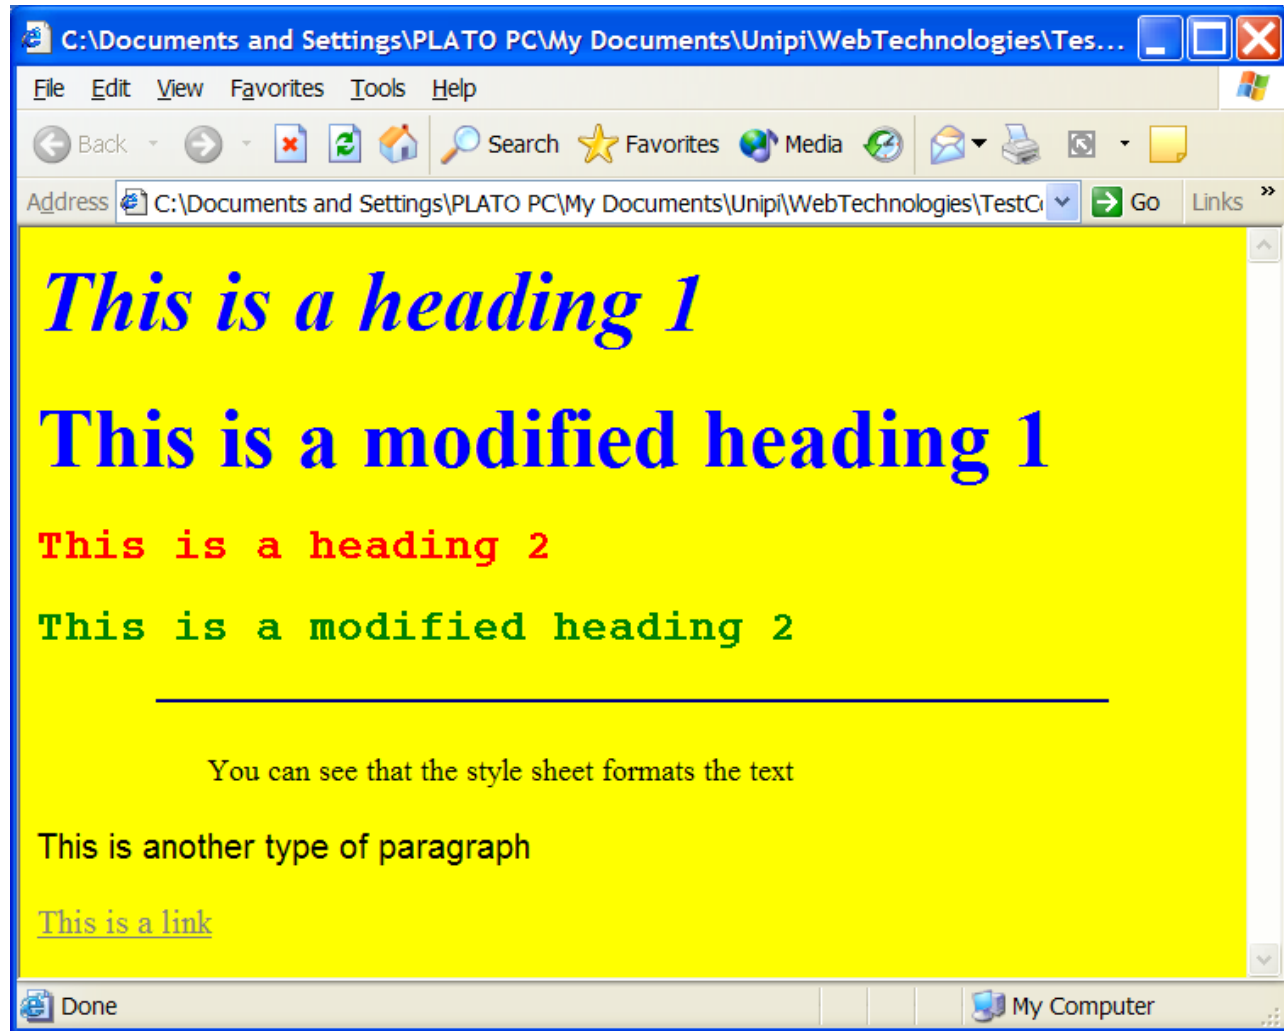 C:\Documents and Settings\PLATO PC\My Documents\Unipi\WebTechnologies\Tes...
File Edit View Favorites Tools Help
Back Search Favorites Media
Address C:\Documents and Settings\PLATO PC\My Documents\Unipi\WebTechnologies\TestC Go Links »
This is a heading 1
This is a modified heading 1
This is a heading 2
This is a modified heading 2
You can see that the style sheet formats the text
This is another type of paragraph
This is a link
Done My Computer